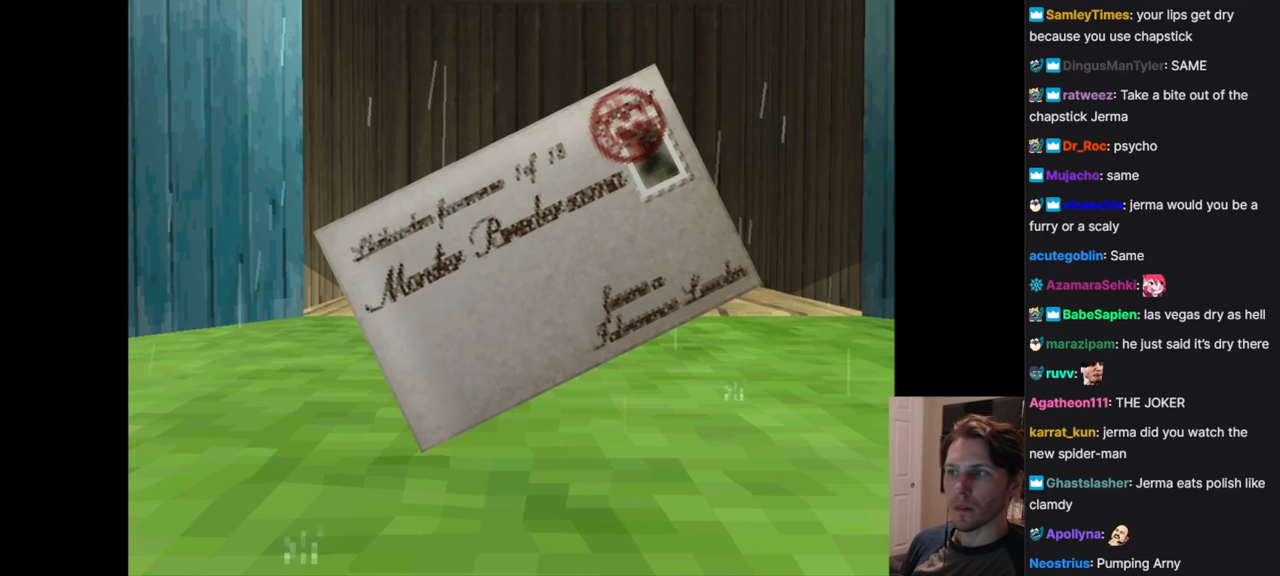 Monster Breeder
SamleyTimes: your lips get dry
because you use chapstick
DingusManTyler: SAME
ratweez: Take a bite out of the
chapstick Jerma
Dr_Roc: psycho
Mujacho: same
jerma would you be a
furry or a scaly
acutegoblin: Same
AzamaraSehki:
BabeSapien: las vegas dry as hell
marazipam: he just said it's dry there
ruvv:
Agatheon111: THE JOKER
karrat_kun: jerma did you watch the
new spider-man
Ghastslasher: Jerma eats polish like
clamdy
Apollyna:
Neostrius: Pumping Arny